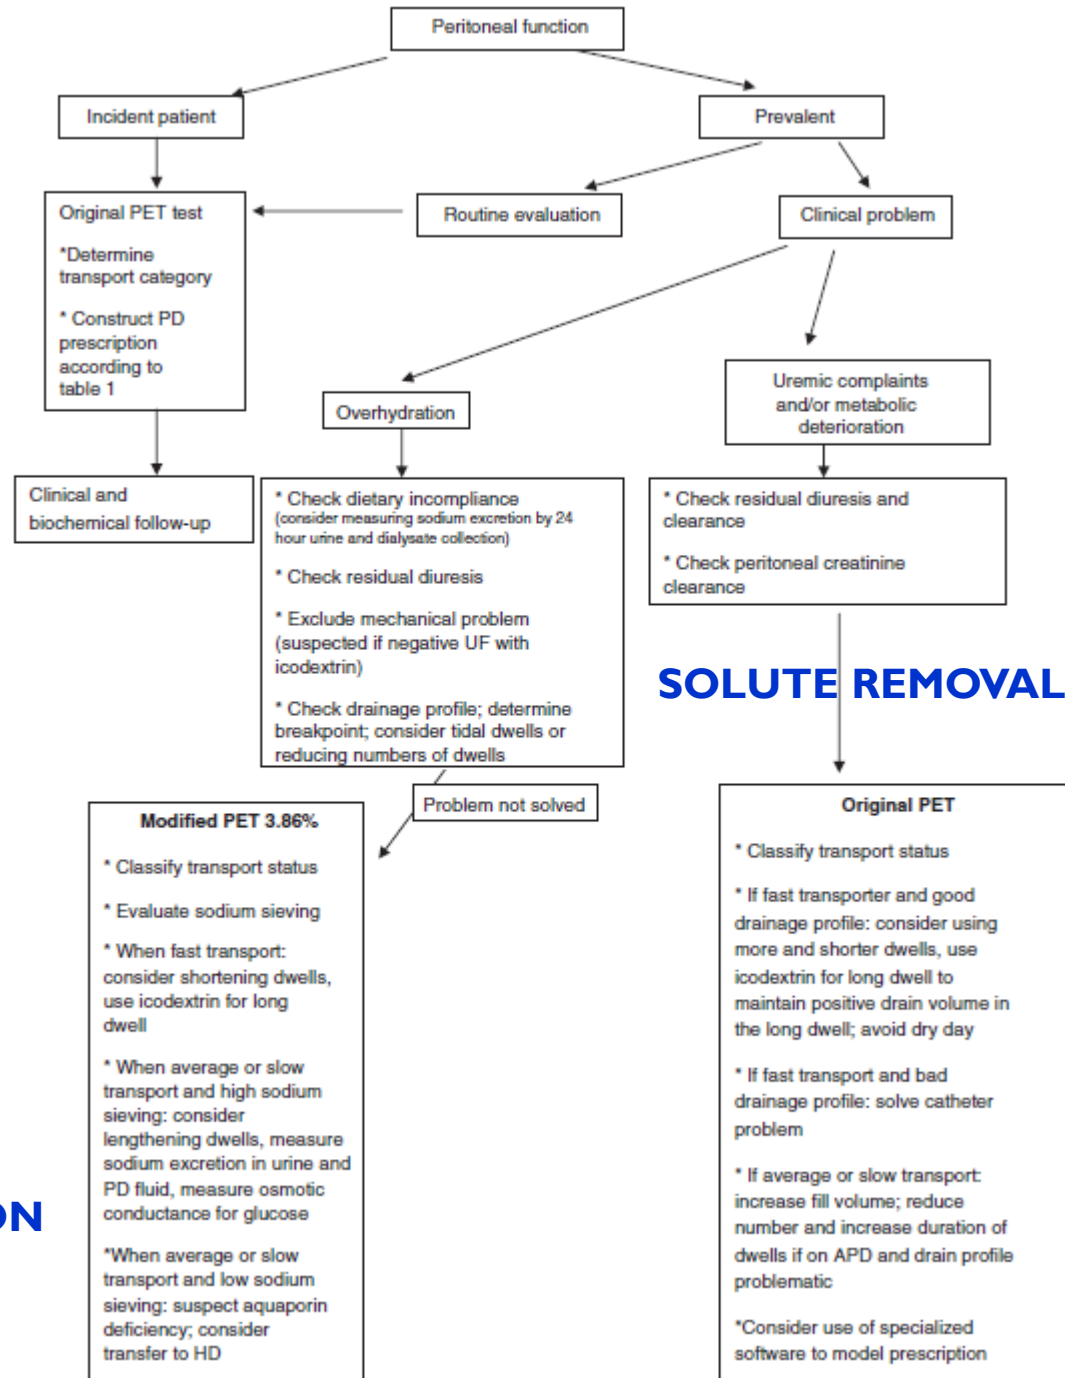 Peritoneal function
Incident patient
Prevalent
Original PET test
*Determine
transport category
* Construct PD
prescription
according to
table 1
Routine evaluation
Clinical problem
Clinical and
biochemical follow-up
Overhydration
Uremic complaints
and/or metabolic
deterioration
* Check dietary incompliance
(consider measuring sodium excretion by 24
hour urine and dialysate collection)
* Check residual diuresis
* Exclude mechanical problem
(suspected if negative UF with
icodextrin)
* Check drainage profile; determine
breakpoint; consider tidal dwells or
reducing numbers of dwells
* Check residual diuresis and
clearance
* Check peritoneal creatinine
clearance
SOLUTE REMOVAL
Problem not solved
Modified PET 3.86%
* Classify transport status
* Evaluate sodium sieving
* When fast transport:
consider shortening dwells,
use icodextrin for long
dwell
* When average or slow
transport and high sodium
sieving: consider
lengthening dwells, measure
sodium excretion in urine and
PD fluid, measure osmotic
conductance for glucose
*When average or slow
transport and low sodium
sieving: suspect aquaporin
deficiency; consider
transfer to HD
ON
Original PET
* Classify transport status
* If fast transporter and good
drainage profile: consider using
more and shorter dwells, use
icodextrin for long dwell to
maintain positive drain volume in
the long dwell; avoid dry day
* If fast transport and bad
drainage profile: solve catheter
problem
* If average or slow transport:
increase fill volume; reduce
number and increase duration of
dwells if on APD and drain profile
problematic
*Consider use of specialized
software to model prescription